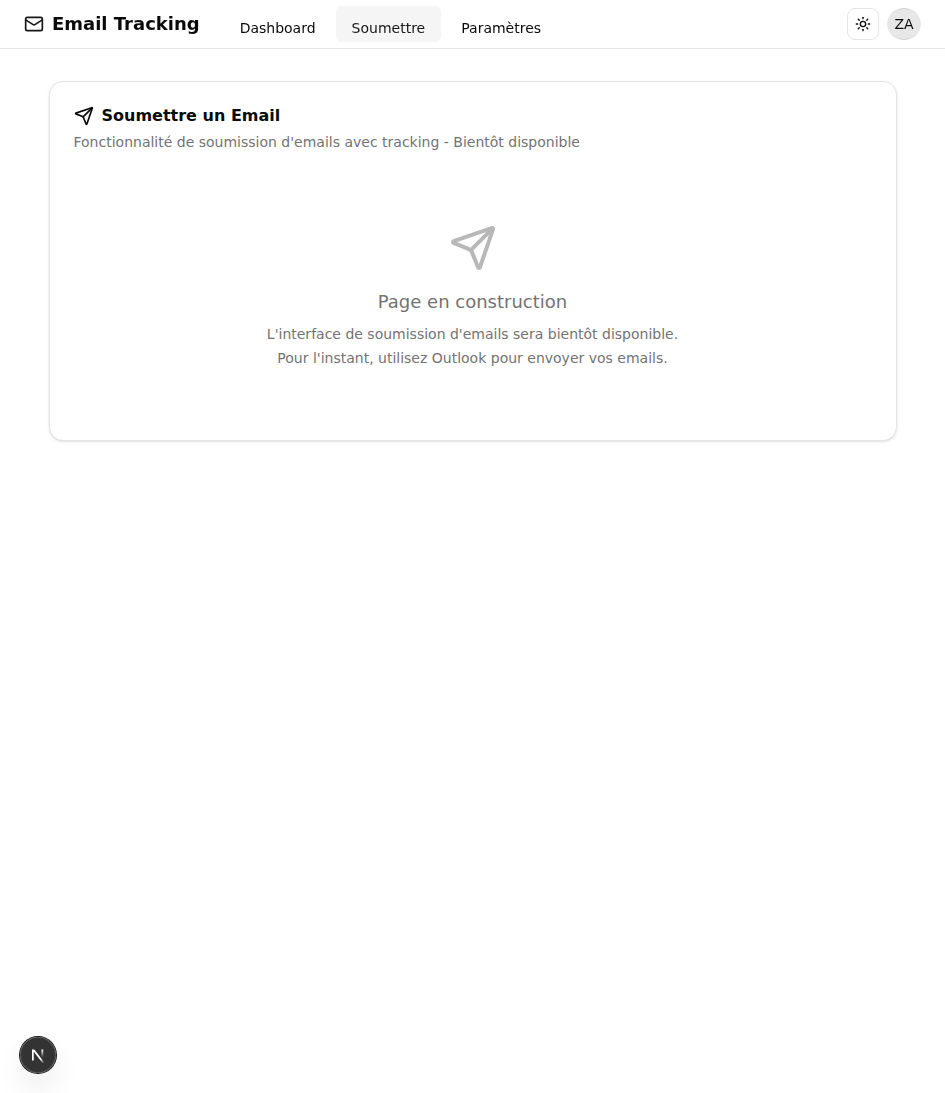 Email Tracking
Dashboard
Soumettre
Paramètres
ZA
Soumettre un Email
Fonctionnalité de soumission d'emails avec tracking - Bientôt disponible
Page en construction
L'interface de soumission d'emails sera bientôt disponible.
Pour l'instant, utilisez Outlook pour envoyer vos emails.
N